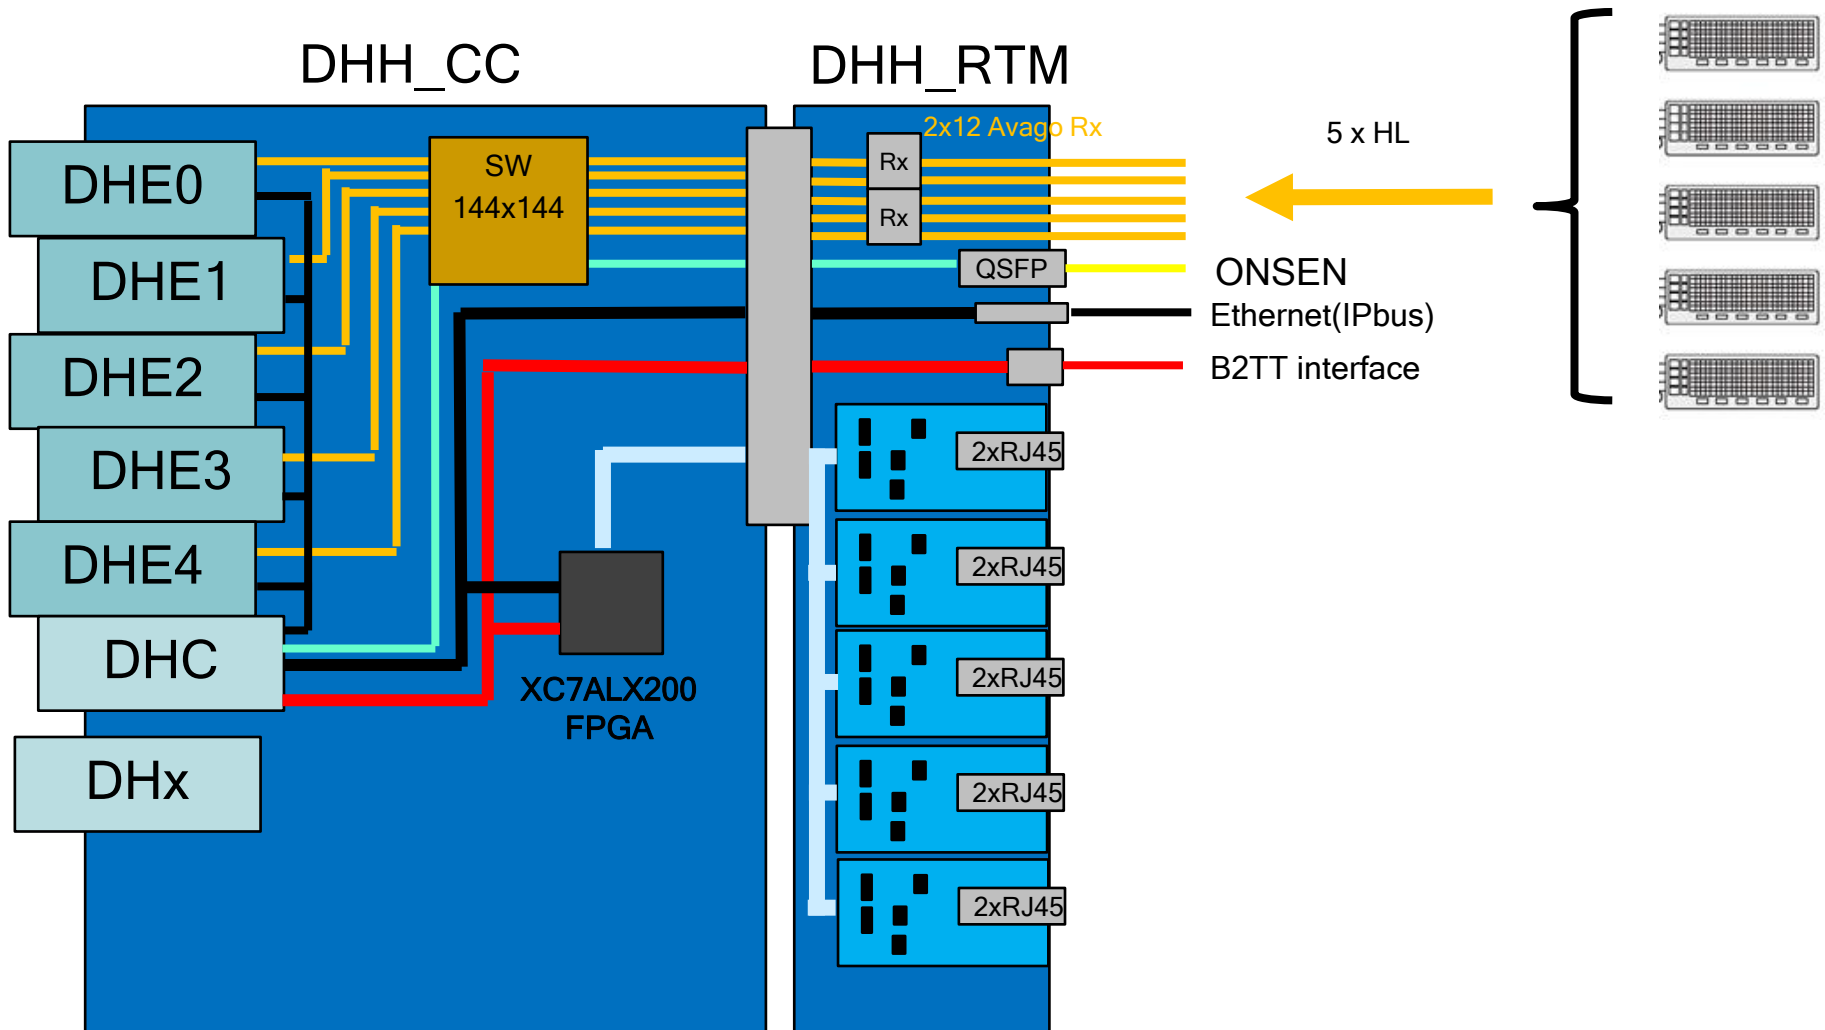 DHH_CC
DHH_RTM
2x12 Avago Rx
5 x HL
DHE0
SW
144x144
Rx
Rx
DHE1
QSFP
ONSEN
Ethernet(IPbus)
DHE2
B2TT interface
DHE3
2xRJ45
DHE4
2xRJ45
DHC
XC7ALX200
FPGA
2xRJ45
DHx
2xRJ45
2xRJ45